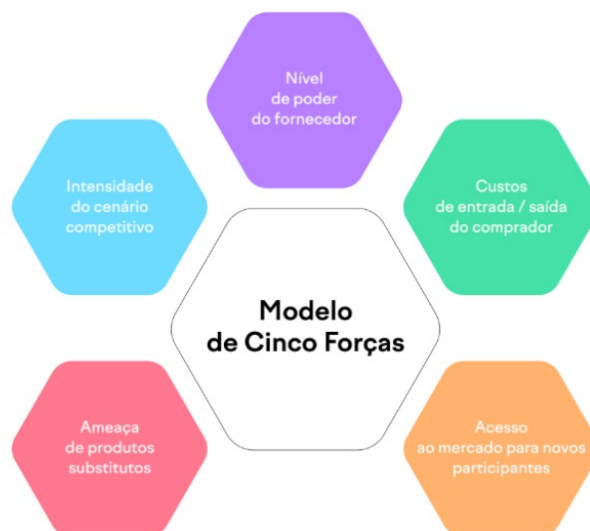 Nível
de poder
do fornecedor
Intensidade
do cenário
competitivo
Custos
de entrada / saída
do comprador
Modelo
de Cinco Forças
Ameaça
de produtos
substitutos
Acesso
ao mercado para novos
participantes